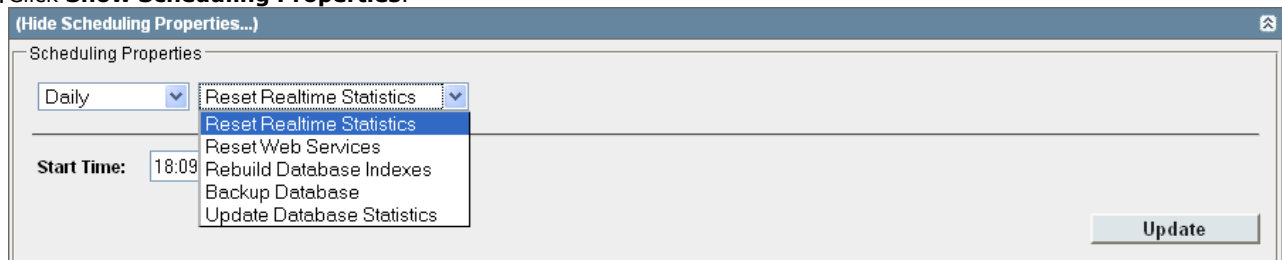 Click Show Scheduling Properties.
(Hide Scheduling Properties...)
Scheduling Properties
Daily Reset Realtime Statistics
Reset Realtime Statistics
Reset Web Services
Start Time: 18:09 Rebuild Database Indexes
Backup Database
Update Database Statistics
Update